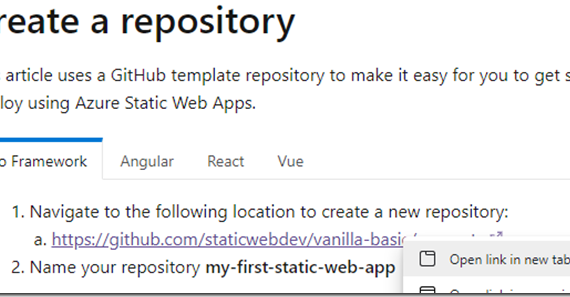 reate a repository
article uses a GitHub template repository to make it easy for you to get s
loy using Azure Static Web Apps.
o Framework Angular React Vue
1. Navigate to the following location to create a new repository:
a. https://github.com/staticwebdev/vanilla-basic
2. Name your repository my-first-static-web-app
Open link in new tab